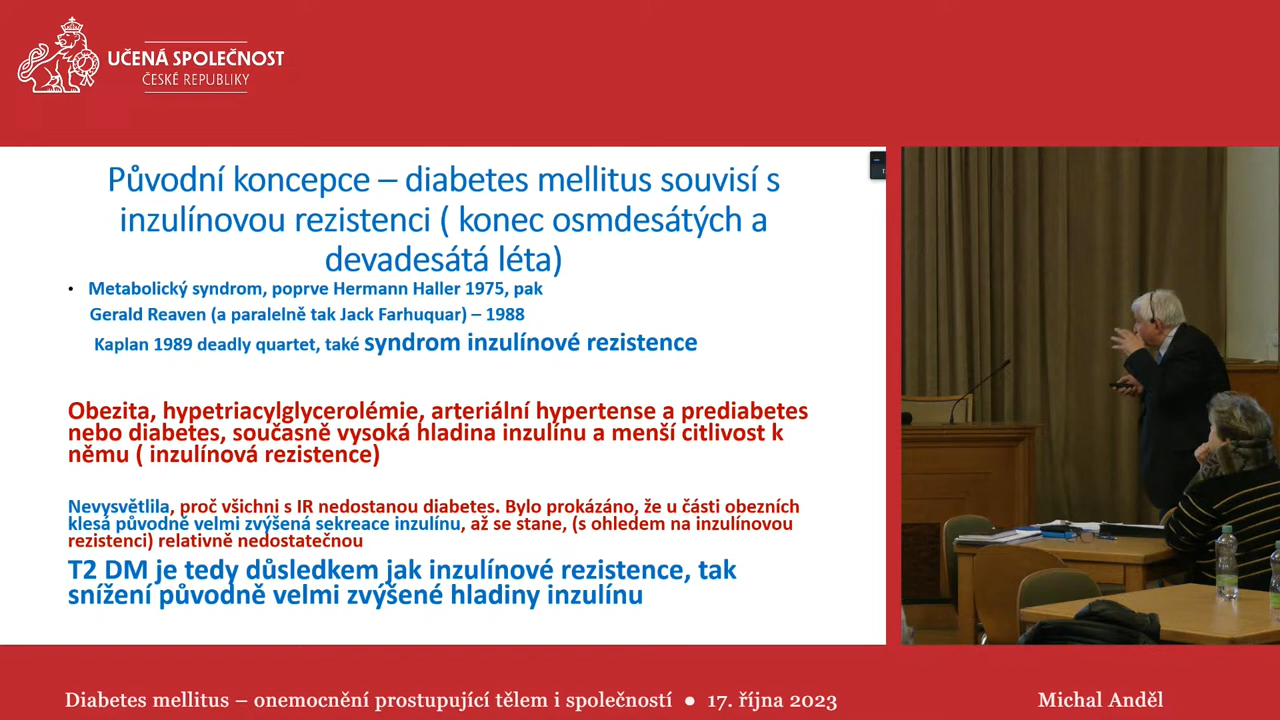 UČENÁ SPOLEČNOST
ČESKÉ REPUBLIKY
Původní koncepce – diabetes mellitus souvisí s
inzulínovou rezistenci ( konec osmdesátých a
devadesátá léta)
• Metabolický syndrom, poprve Hermann Haller 1975, pak
Gerald Reaven (a paralelně tak Jack Farhuquar) – 1988
Kaplan 1989 deadly quartet, také syndrom inzulínové rezistence
Obezita, hypetriacylglycerolémie, arteriální hypertense a prediabetes
nebo diabetes, současně vysoká hladina inzulínu a menší citlivost k
němu ( inzulínová rezistence)
Nevysvětlila, proč všichni s IR nedostanou diabetes. Bylo prokázáno, že u části obezních
klesá původně velmi zvýšená sekreace inzulínu, až se stane, (s ohledem na inzulínovou
rezistenci) relativně nedostatečnou
T2 DM je tedy důsledkem jak inzulínové rezistence, tak
snížení původně velmi zvýšené hladiny inzulínu
Diabetes mellitus – onemocnění prostupující tělem i společností ● 17. října 2023
Michal Anděl